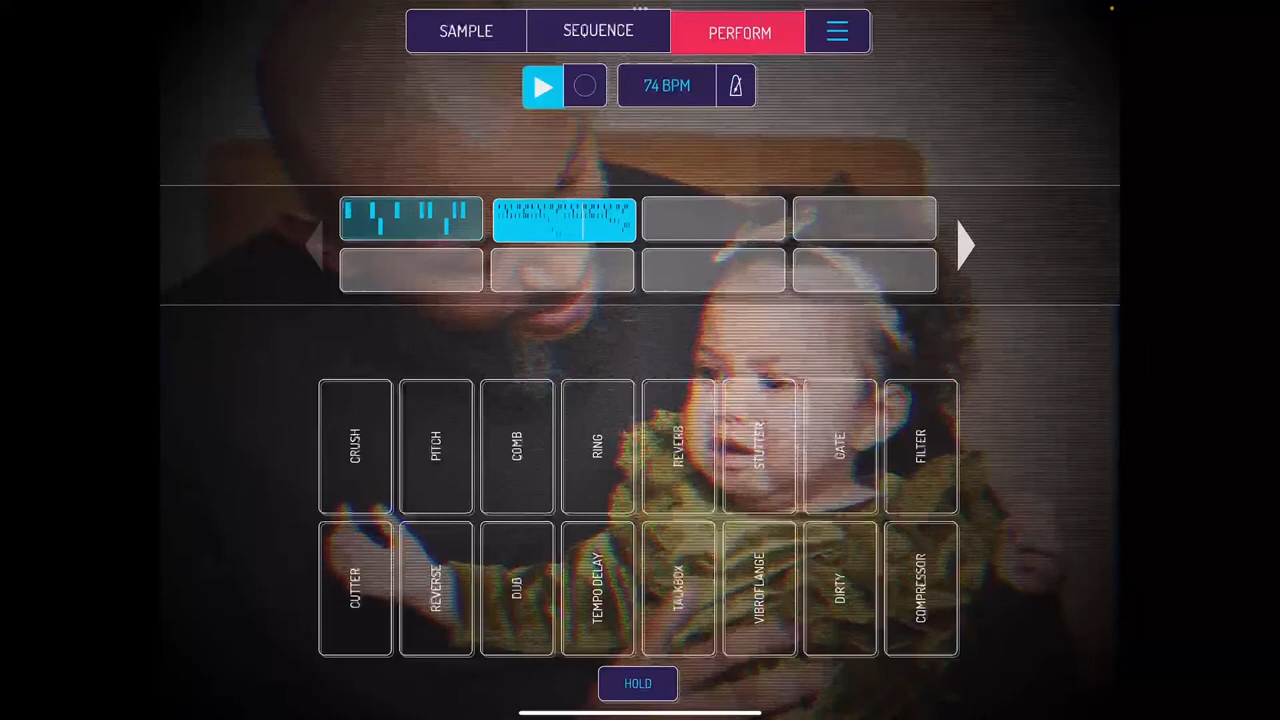 SAMPLE SEQUENCE PERFORM
74 BPM
CRUSH PITCH COMB RING REVERB STUTTER GATE FILTER
CUTTER REVERSE DUB TEMPO DELAY TALKBOX VIBROFLANGE DIRTY COMPRESSOR
HOLD